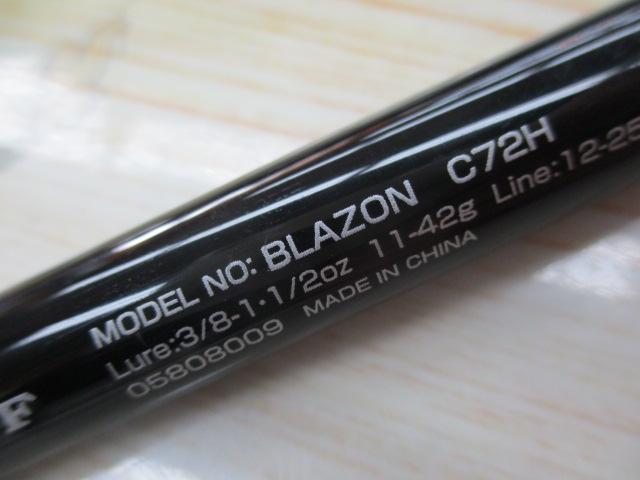 MODEL NO: BLAZON C72H
Lure:3/8-1·1/2oz 11-42g Line:12-25
05808009 MADE IN CHINA
F